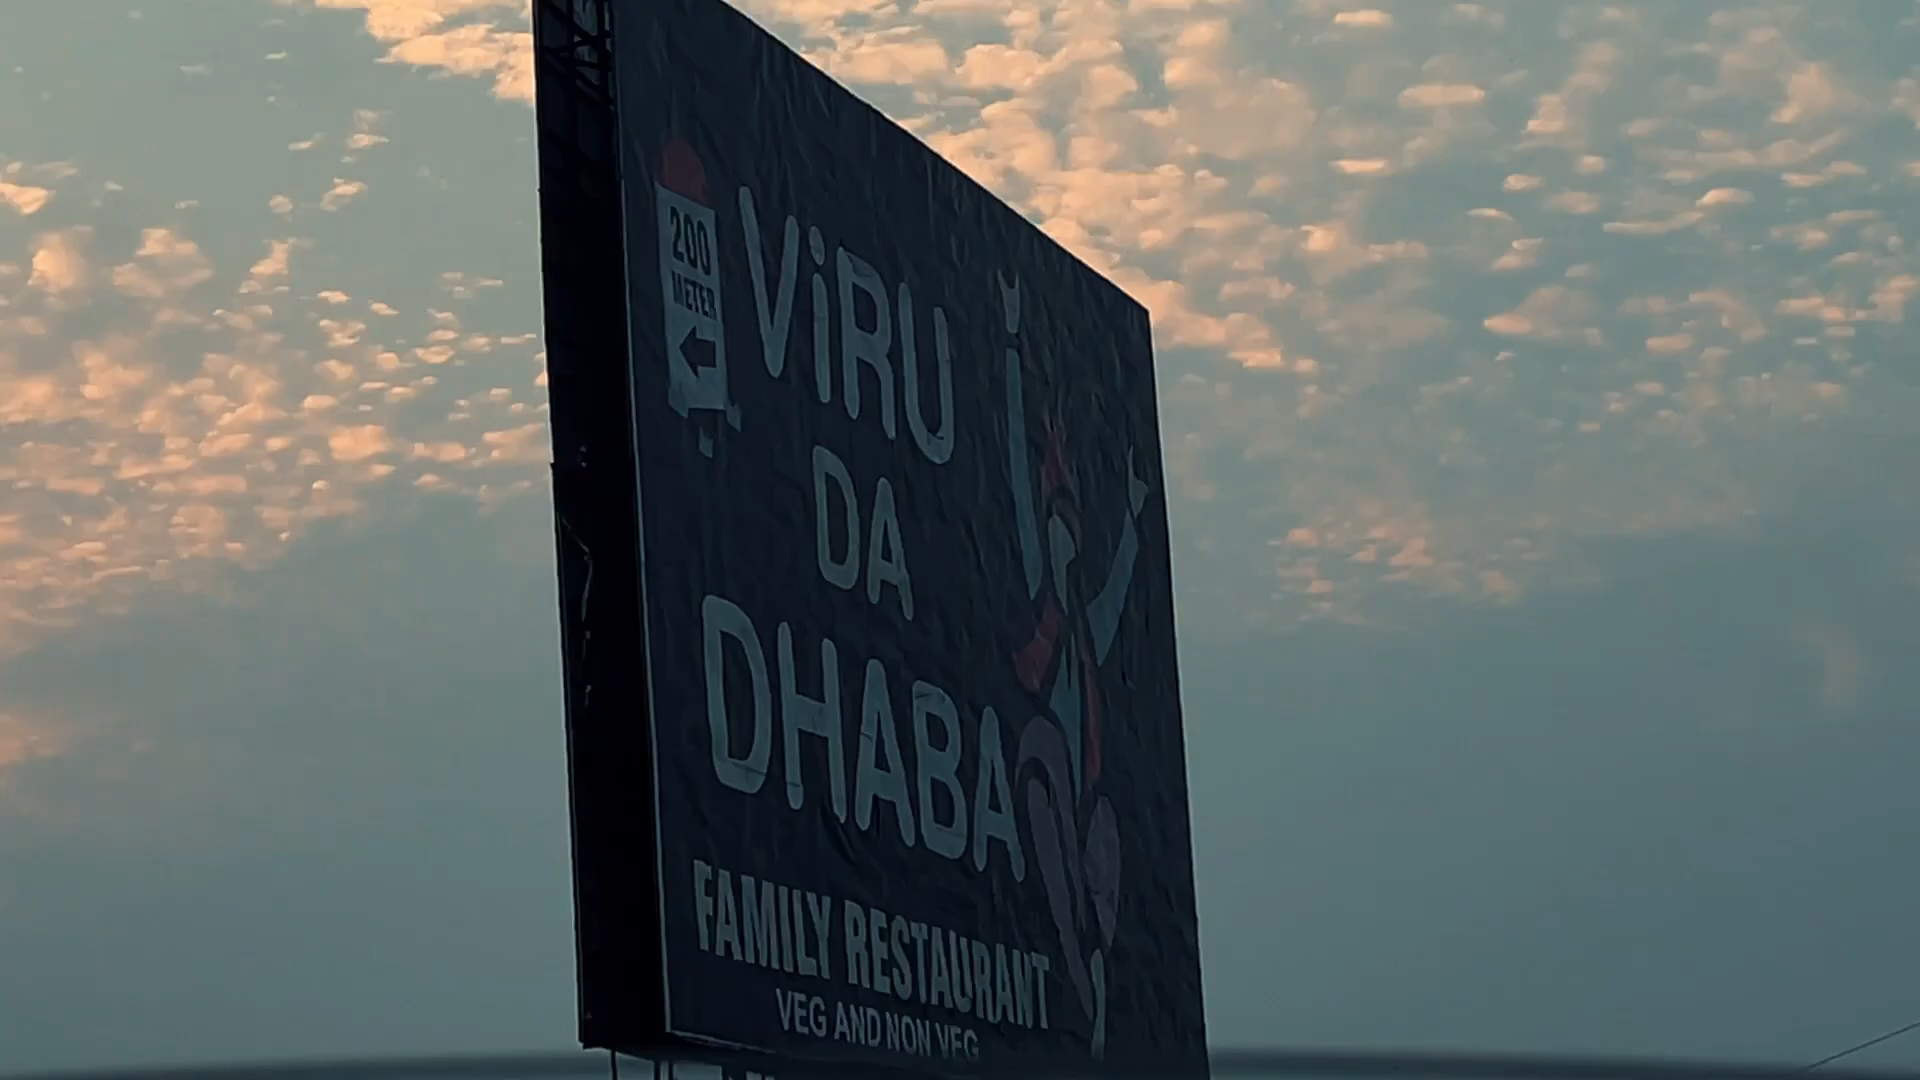 200
METER
ViRU
DA
DHABA
FAMILY RESTAURANT
VEG AND NON VEG